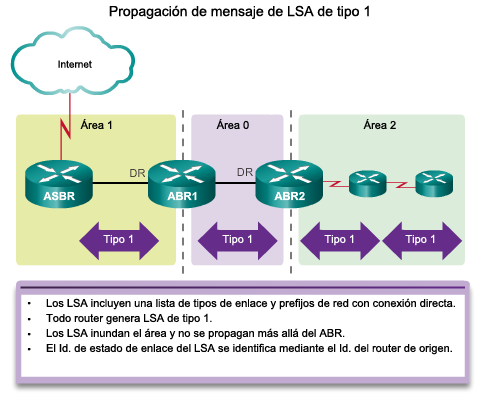 Propagación de mensaje de LSA de tipo 1
Internet
Área 1
Área 0
Área 2
DR
DR
ASBR
ABR1
ABR2
Tipo 1
Tipo 1
Tipo 1
Tipo 1
• Los LSA incluyen una lista de tipos de enlace y prefijos de red con conexión directa.
• Todo router genera LSA de tipo 1.
• Los LSA inundan el área y no se propagan más allá del ABR.
• El Id. de estado de enlace del LSA se identifica mediante el Id. del router de origen.